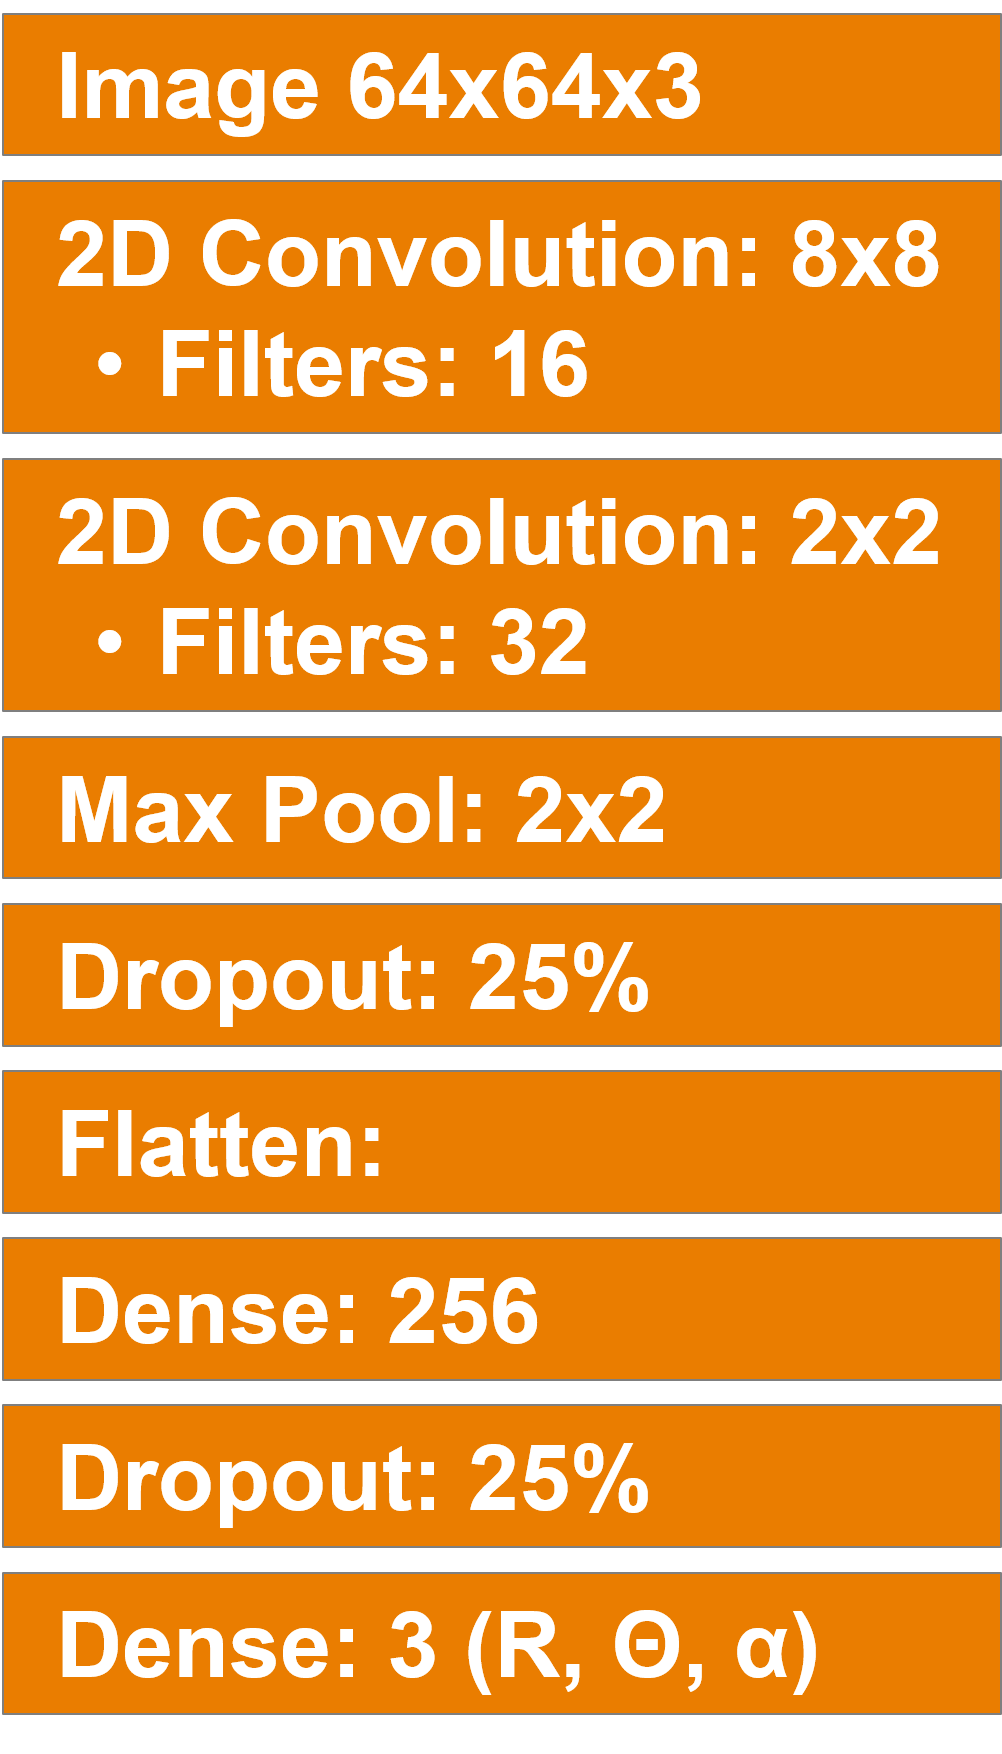 Image 64x64x3
2D Convolution: 8x8
• Filters: 16
2D Convolution: 2x2
• Filters: 32
Max Pool: 2x2
Dropout: 25%
Flatten:
Dense: 256
Dropout: 25%
Dense: 3 (R, Θ, α)